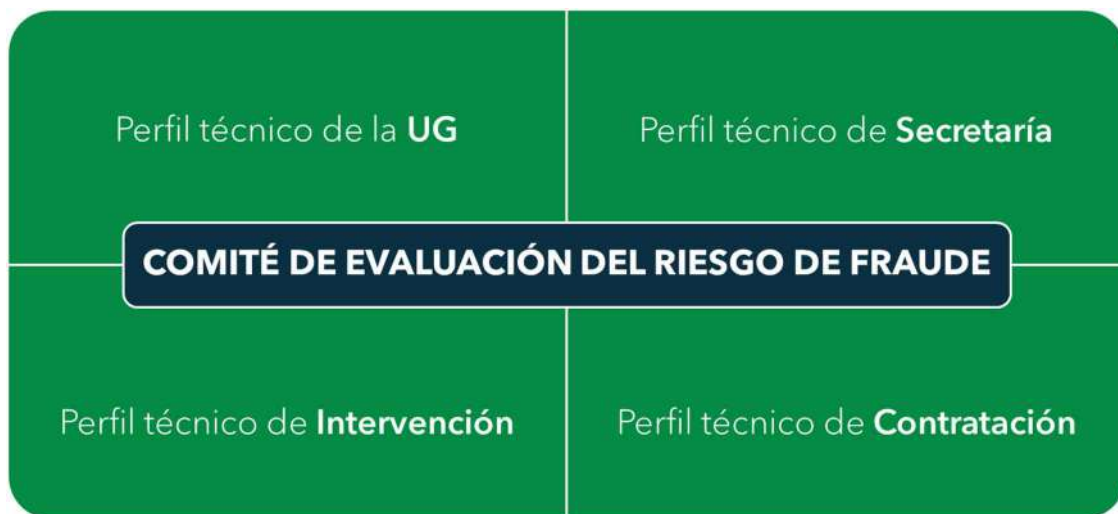 Perfil técnico de la UG
Perfil técnico de Secretaría
COMITÉ DE EVALUACIÓN DEL RIESGO DE FRAUDE
Perfil técnico de Intervención
Perfil técnico de Contratación